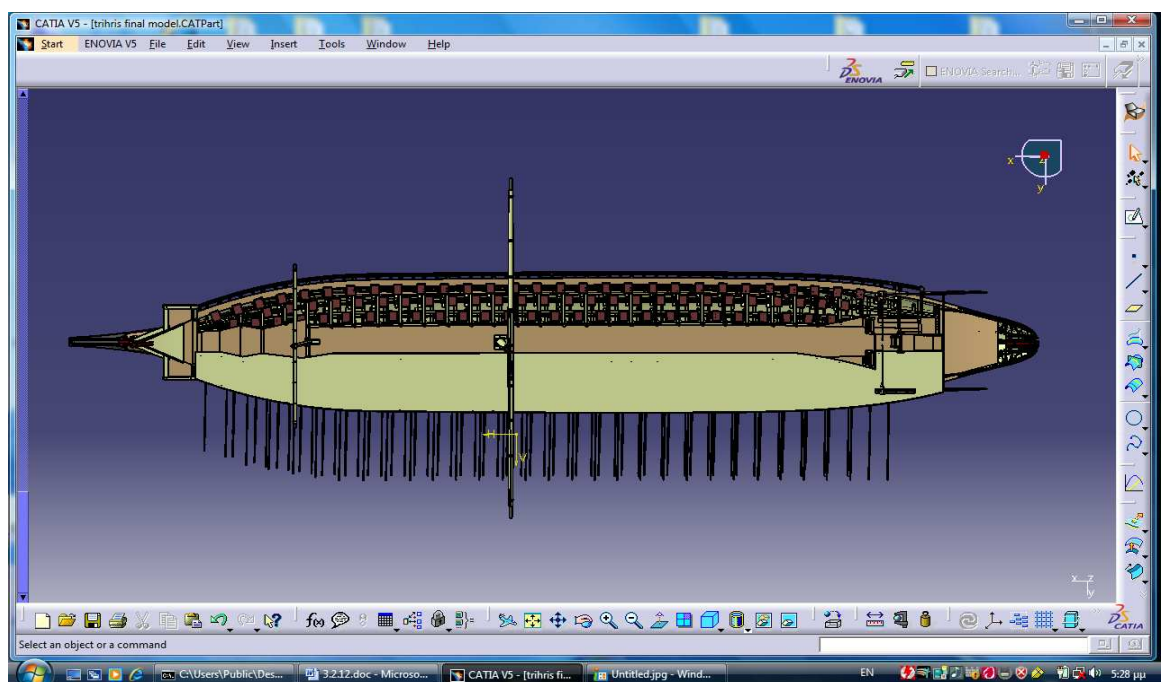 CATIA V5 - [trihris final model.CATPart]
Start ENOVIA V5 File Edit View Insert Tools Window Help
DS ENOVIA ENOVIA Search...
x z
y
H
V
x z
y
f(x)
DS CATIA
Select an object or a command
C:\Users\Public\Des... 3.2.12.doc - Microso... CATIA V5 - [trihris fi... Untitled.jpg - Wind... EN 5:28 μμ